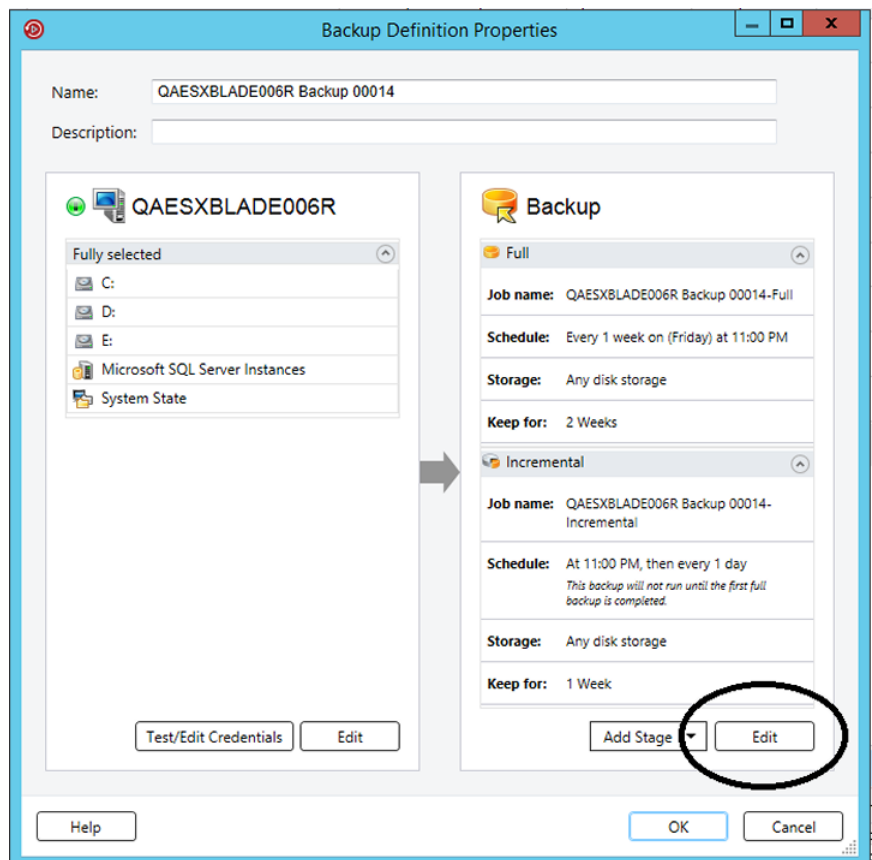 Backup Definition Properties
Name: QAESXBLADE006R Backup 00014
Description:
QAESXBLADE006R
Fully selected
C:
D:
E:
Microsoft SQL Server Instances
System State
Test/Edit Credentials Edit
Backup
Full
Job name: QAESXBLADE006R Backup 00014-Full
Schedule: Every 1 week on (Friday) at 11:00 PM
Storage: Any disk storage
Keep for: 2 Weeks
Incremental
Job name: QAESXBLADE006R Backup 00014-
Incremental
Schedule: At 11:00 PM, then every 1 day
This backup will not run until the first full
backup is completed.
Storage: Any disk storage
Keep for: 1 Week
Add Stage Edit
Help OK Cancel